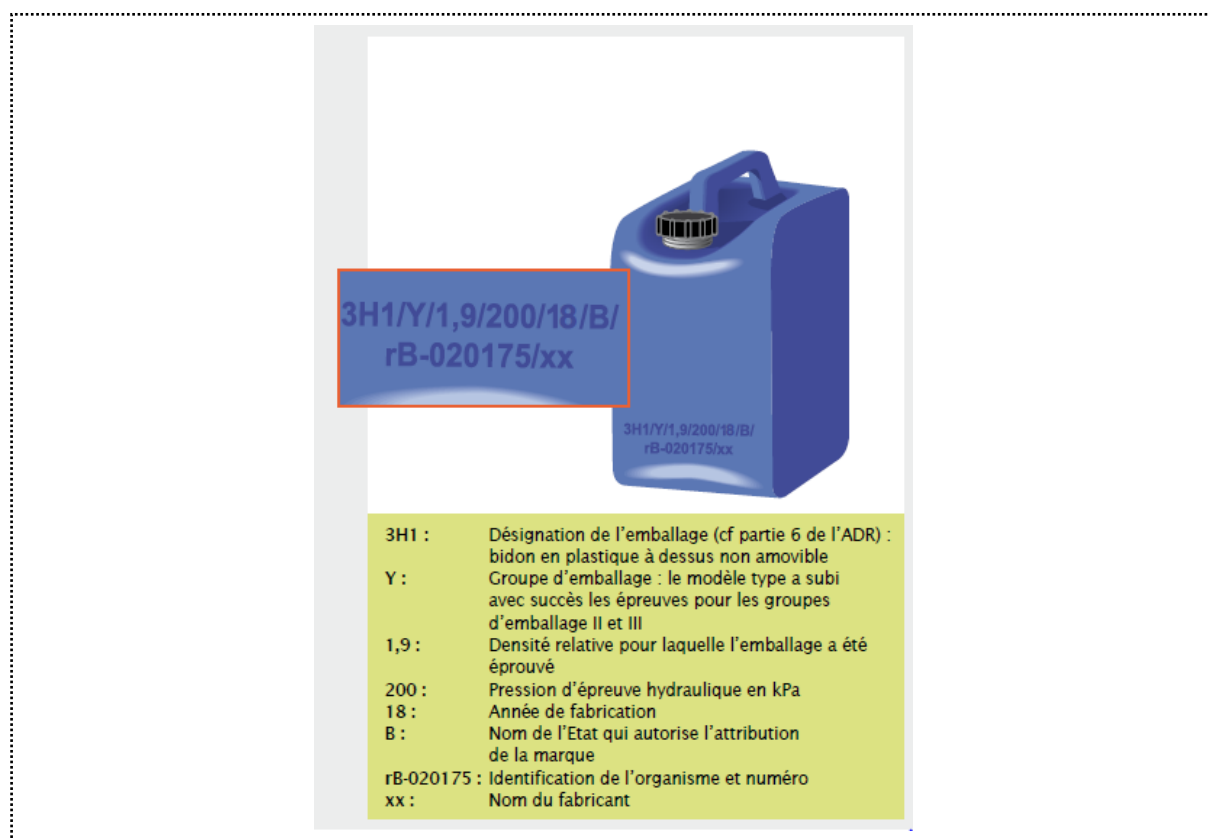 3H1/Y/1,9/200/18/B/
rB-020175/xx
3H1/Y/1,9/200/18/B/
rB-020175/xx
3H1 : Désignation de l'emballage (cf partie 6 de l'ADR) :
bidon en plastique à dessus non amovible
Y : Groupe d'emballage : le modèle type a subi
avec succès les épreuves pour les groupes
d'emballage II et III
1,9 : Densité relative pour laquelle l'emballage a été
éprouvé
200 : Pression d'épreuve hydraulique en kPa
18 : Année de fabrication
B : Nom de l'Etat qui autorise l'attribution
de la marque
rB-020175 : Identification de l'organisme et numéro
xx : Nom du fabricant